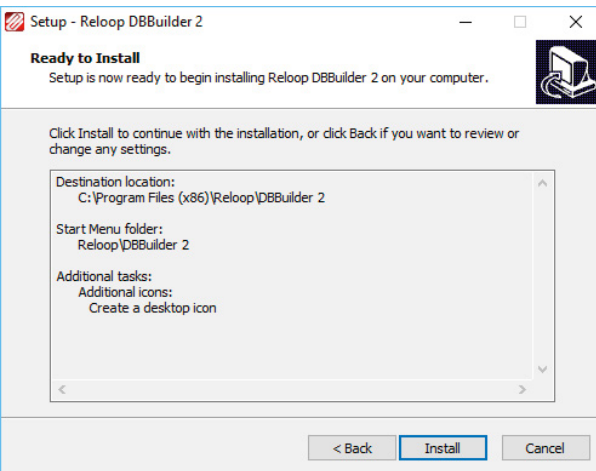 Setup - Reloop DBBuilder 2
Ready to Install
Setup is now ready to begin installing Reloop DBBuilder 2 on your computer.
Click Install to continue with the installation, or click Back if you want to review or
change any settings.
Destination location:
C:\Program Files (x86)\Reloop\DBBuilder 2
Start Menu folder:
Reloop\DBBuilder 2
Additional tasks:
Additional icons:
Create a desktop icon
< Back
Install
Cancel